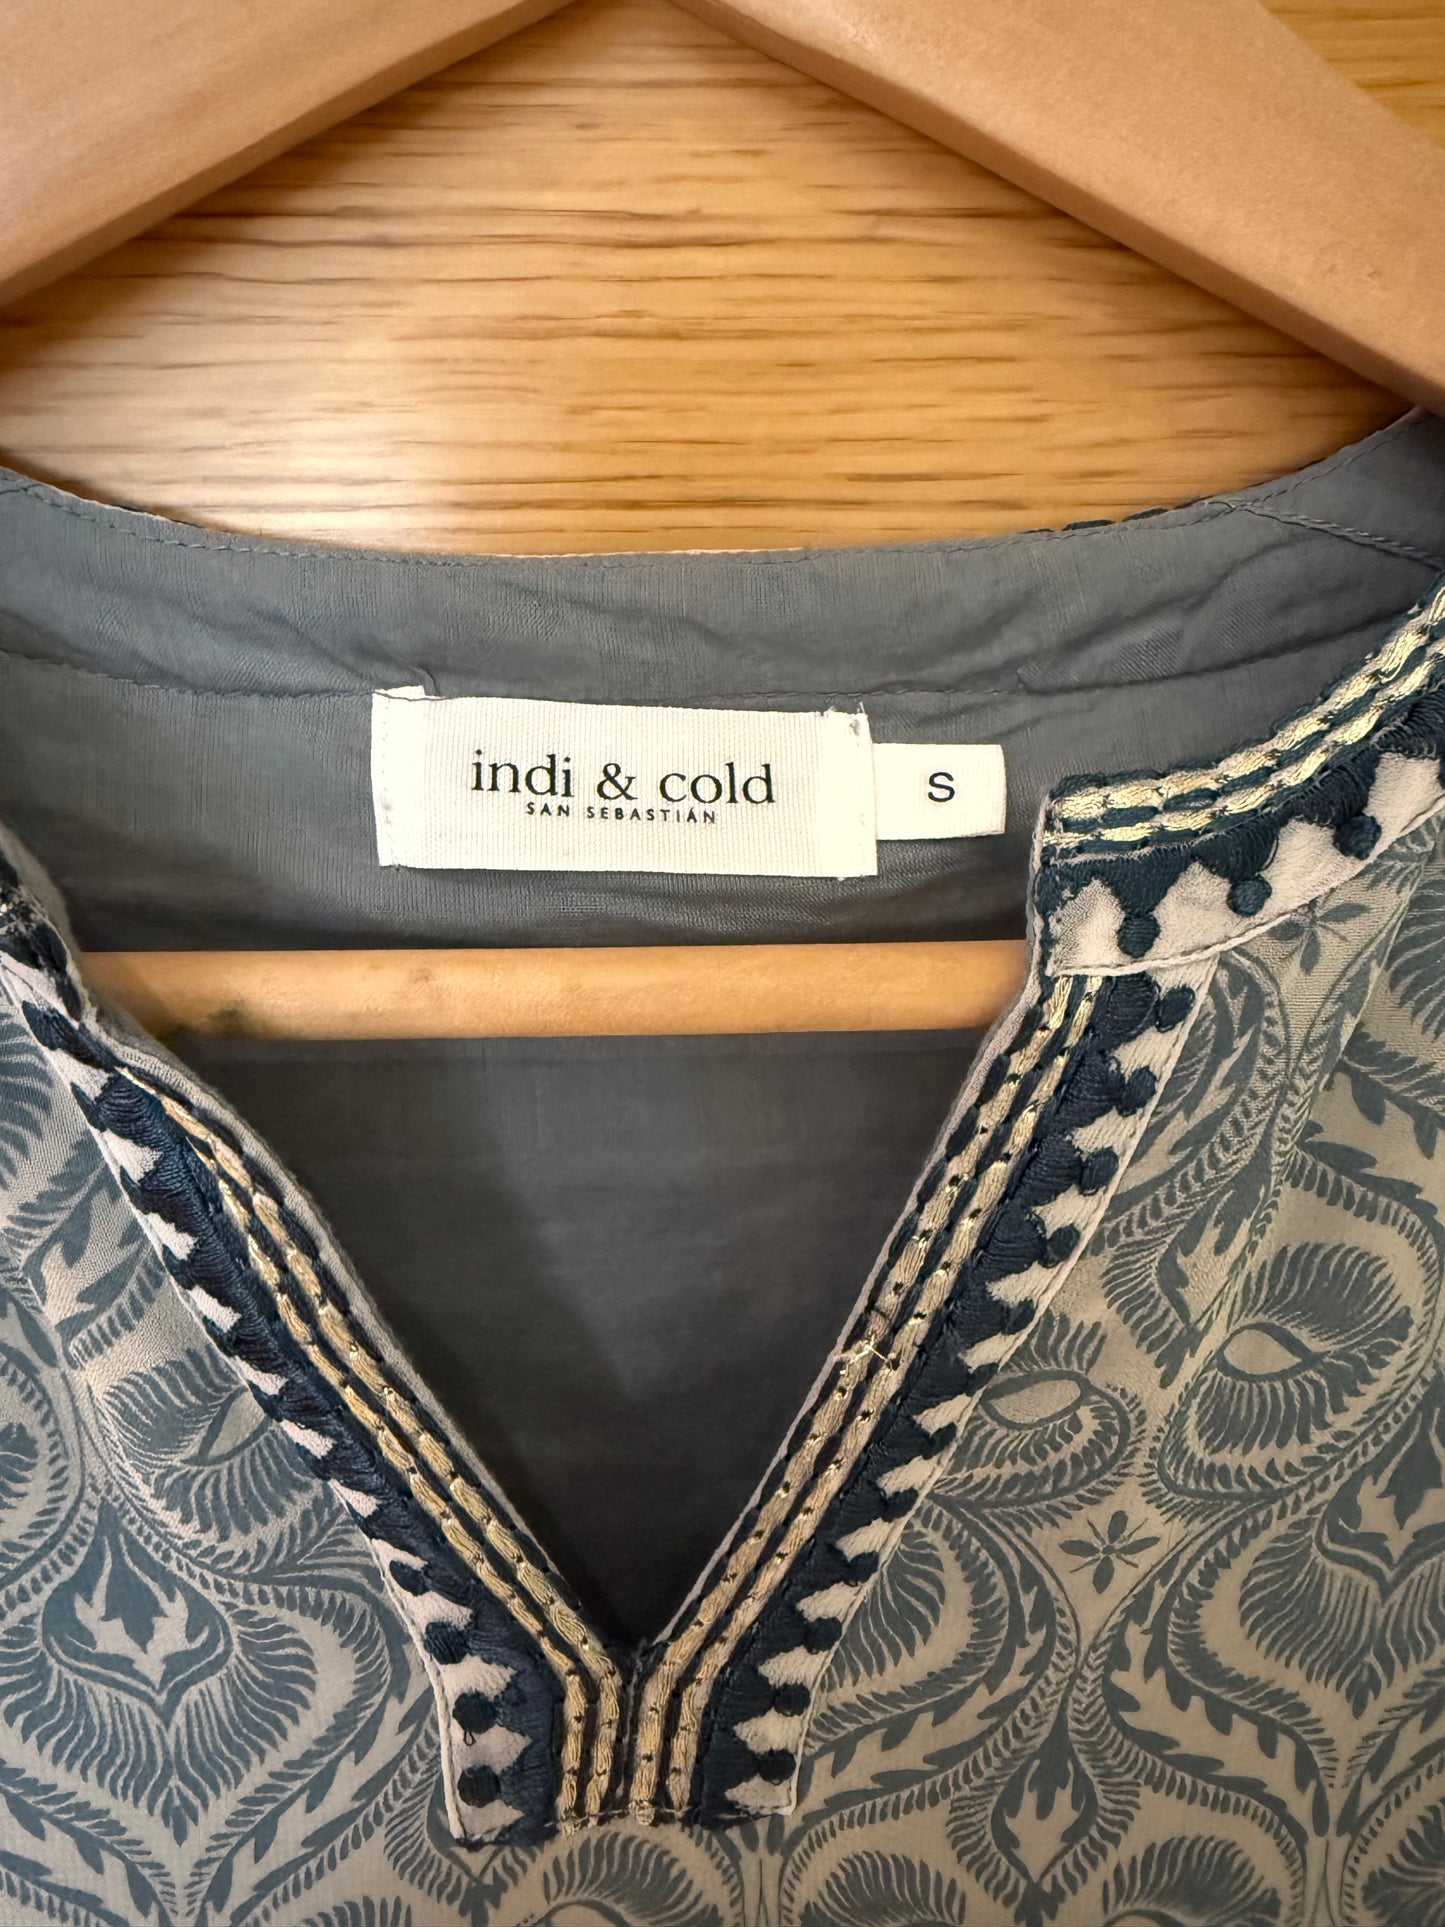 indi & cold
SAN SEBASTIÁN
S